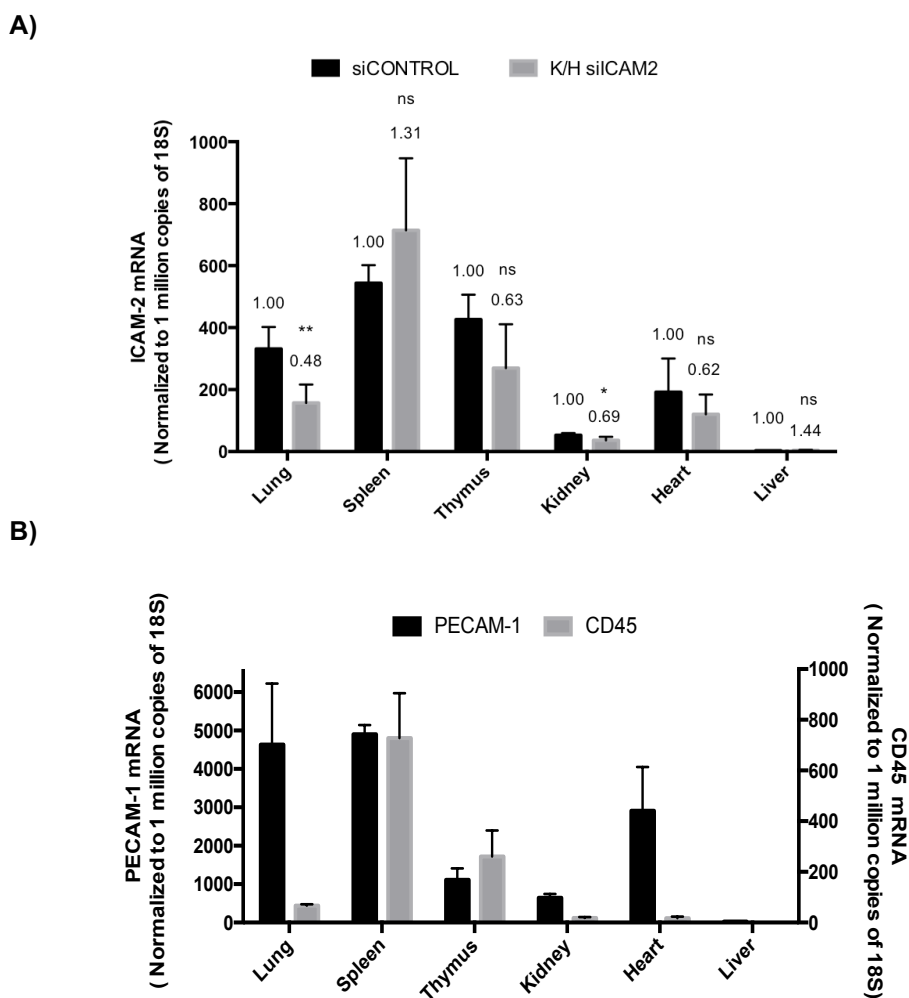 A)
siCONTROL K/H siICAM2
ICAM-2 mRNA
( Normalized to 1 million copies of 18S)
1000
800
600
400
200
0
1.00
**
0.48
1.00
ns
1.31
1.00
ns
0.63
1.00
*
0.69
1.00
ns
0.62
1.00
ns
1.44
Lung Spleen Thymus Kidney Heart Liver
B)
PECAM-1 CD45
PECAM-1 mRNA
( Normalized to 1 million copies of 18S)
6000
5000
4000
3000
2000
1000
0
1000
800
600
400
200
0
CD45 mRNA
( Normalized to 1 million copies of 18S)
Lung Spleen Thymus Kidney Heart Liver